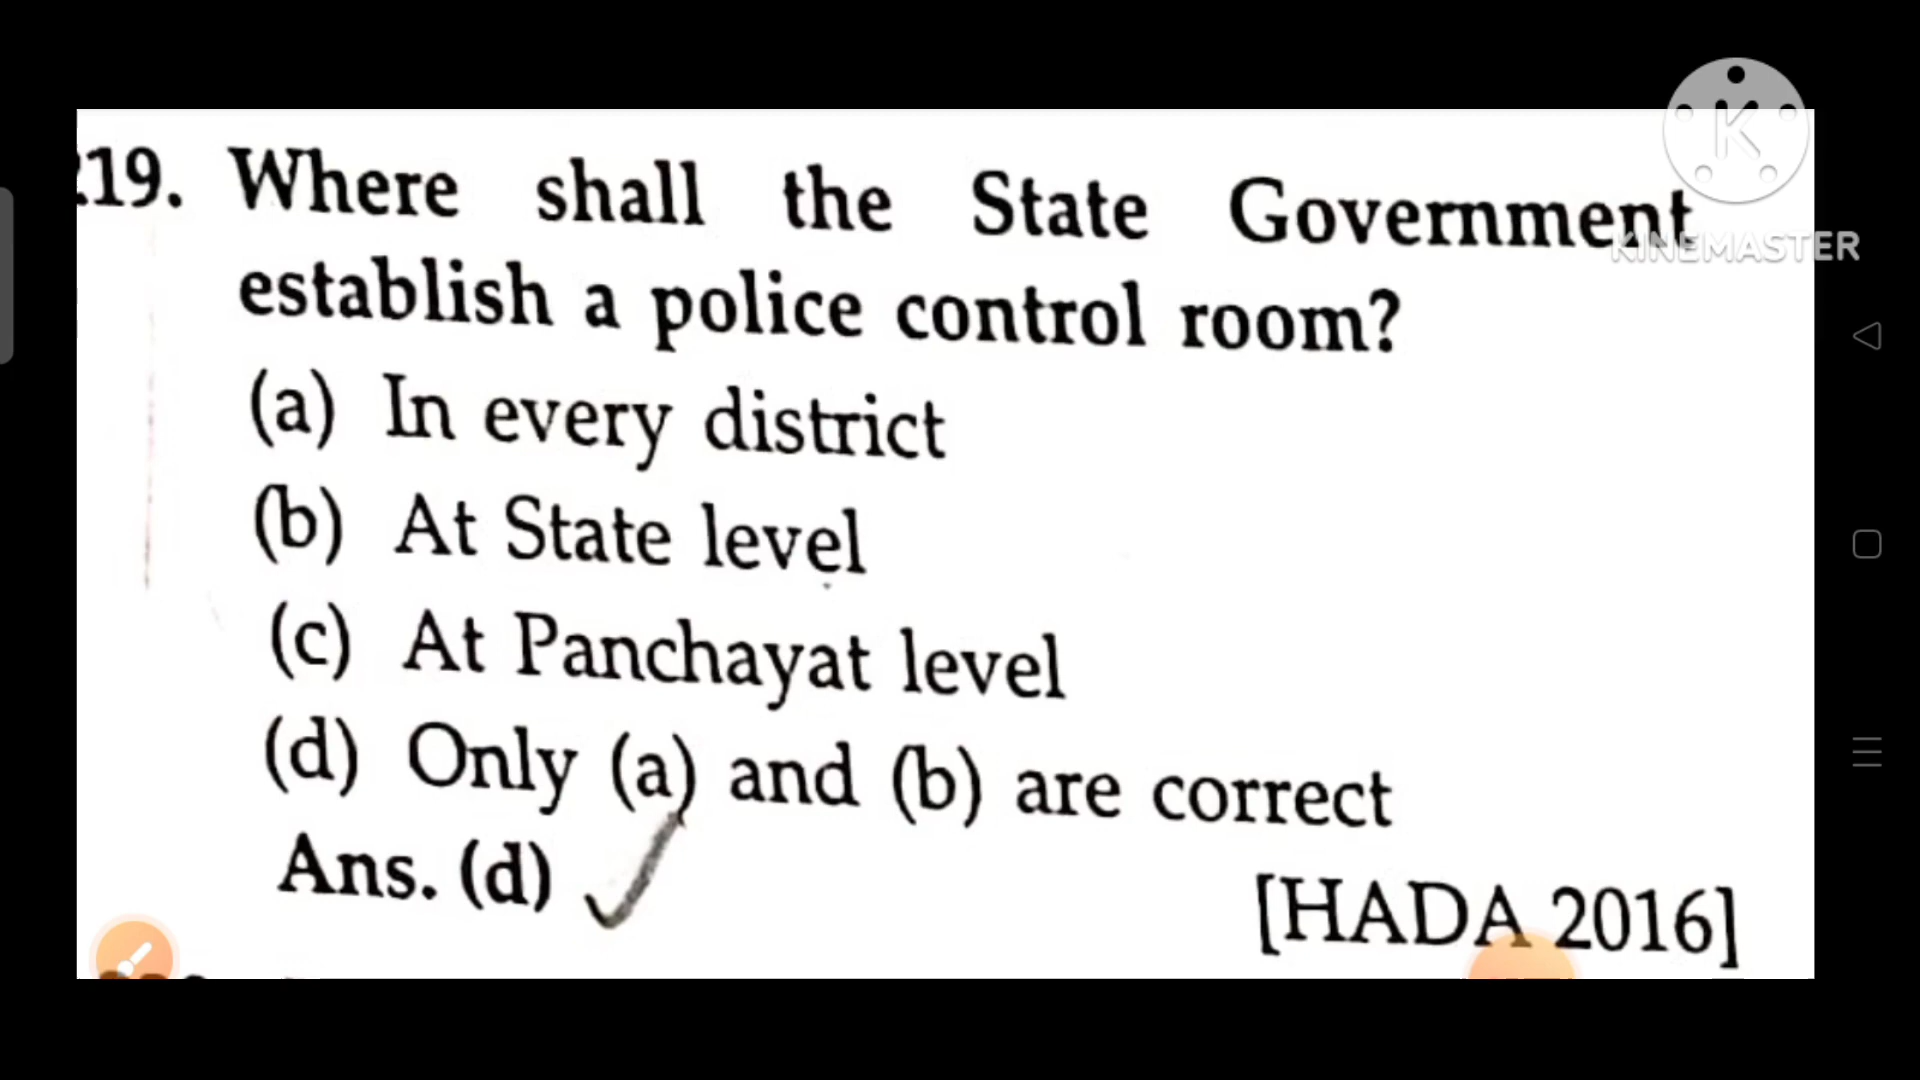 19. Where shall the State Government
establish a police control room?
(a) In every district
(b) At State level
(c) At Panchayat level
(d) Only (a) and (b) are correct
Ans. (d)
[HADA 2016]
K
KINEMASTER